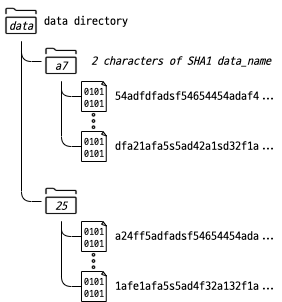 data data directory
a7 2 characters of SHA1 data_name
0101
0101 54adfdfadsf54654454adaf4...
0101
0101 dfa21afa5s5ad42a1sd32f1a...
25
0101
0101 a24ff5adfadsf54654454ada...
0101
0101 1afe1afa5s5ad4f32a132f1a...